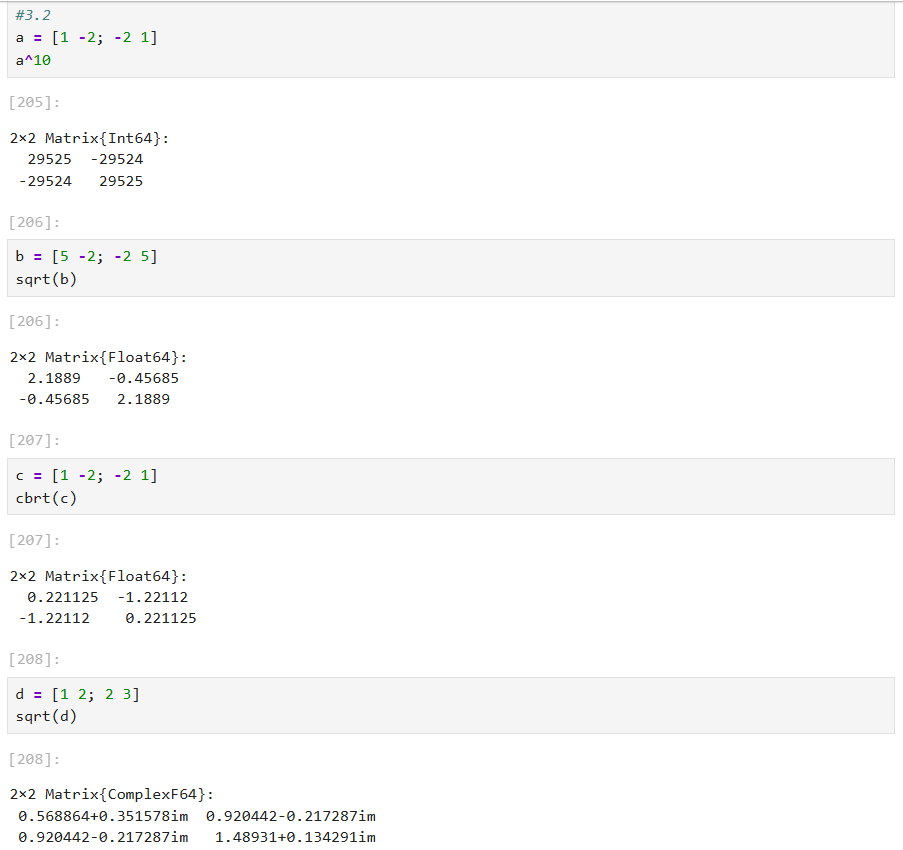 #3.2
a = [1 -2; -2 1]
a^10
[205]:
2×2 Matrix{Int64}:
  29525  -29524
 -29524   29525
[206]:
b = [5 -2; -2 5]
sqrt(b)
[206]:
2×2 Matrix{Float64}:
  2.1889   -0.45685
 -0.45685   2.1889
[207]:
c = [1 -2; -2 1]
cbrt(c)
[207]:
2×2 Matrix{Float64}:
  0.221125  -1.22112
 -1.22112    0.221125
[208]:
d = [1 2; 2 3]
sqrt(d)
[208]:
2×2 Matrix{ComplexF64}:
 0.568864+0.351578im  0.920442-0.217287im
 0.920442-0.217287im   1.48931+0.134291im